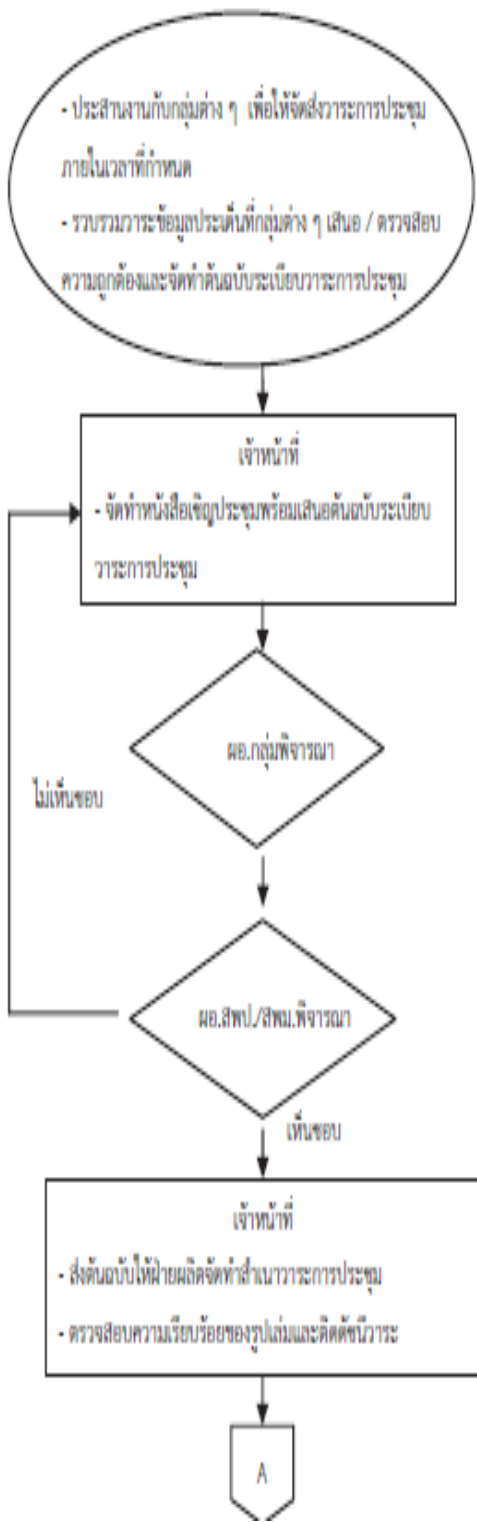 - ประสานงานกับกลุ่มต่าง ๆ เพื่อให้จัดส่งวาระการประชุม
ภายในเวลาที่กำหนด
- รวบรวมวาระข้อมูลประเด็นที่กลุ่มต่าง ๆ เสนอ / ตรวจสอบ
ความถูกต้องและจัดทำต้นฉบับระเบียบวาระการประชุม
เจ้าหน้าที่
- จัดทำหนังสือเชิญประชุมพร้อมเสนอต้นฉบับระเบียบ
วาระการประชุม
ผอ.กลุ่มพิจารณา
ไม่เห็นชอบ
ผอ.สพป./สพม.พิจารณา
เห็นชอบ
เจ้าหน้าที่
- ส่งต้นฉบับให้ฝ่ายผลิตจัดทำสำเนาวาระการประชุม
- ตรวจสอบความเรียบร้อยของรูปเล่มและติดดัชนีวาระ
A